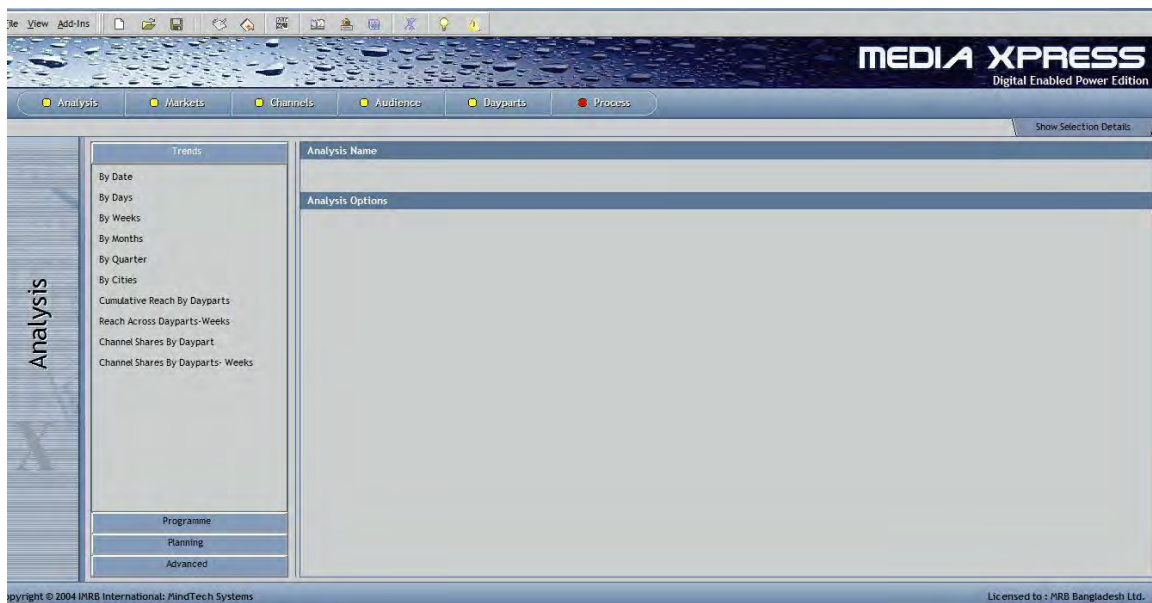 File View Add-Ins
MEDIA XPRESS
Digital Enabled Power Edition
Analysis Markets Channels Audience Dayparts Process
Show Selection Details
Trends
By Date
By Days
By Weeks
By Months
By Quarter
By Cities
Cumulative Reach By Dayparts
Reach Across Dayparts-Weeks
Channel Shares By Daypart
Channel Shares By Dayparts- Weeks
Programme
Planning
Advanced
Analysis
X
Analysis Name
Analysis Options
opyright © 2004 IMRB International: MindTech Systems
Licensed to : MRB Bangladesh Ltd.